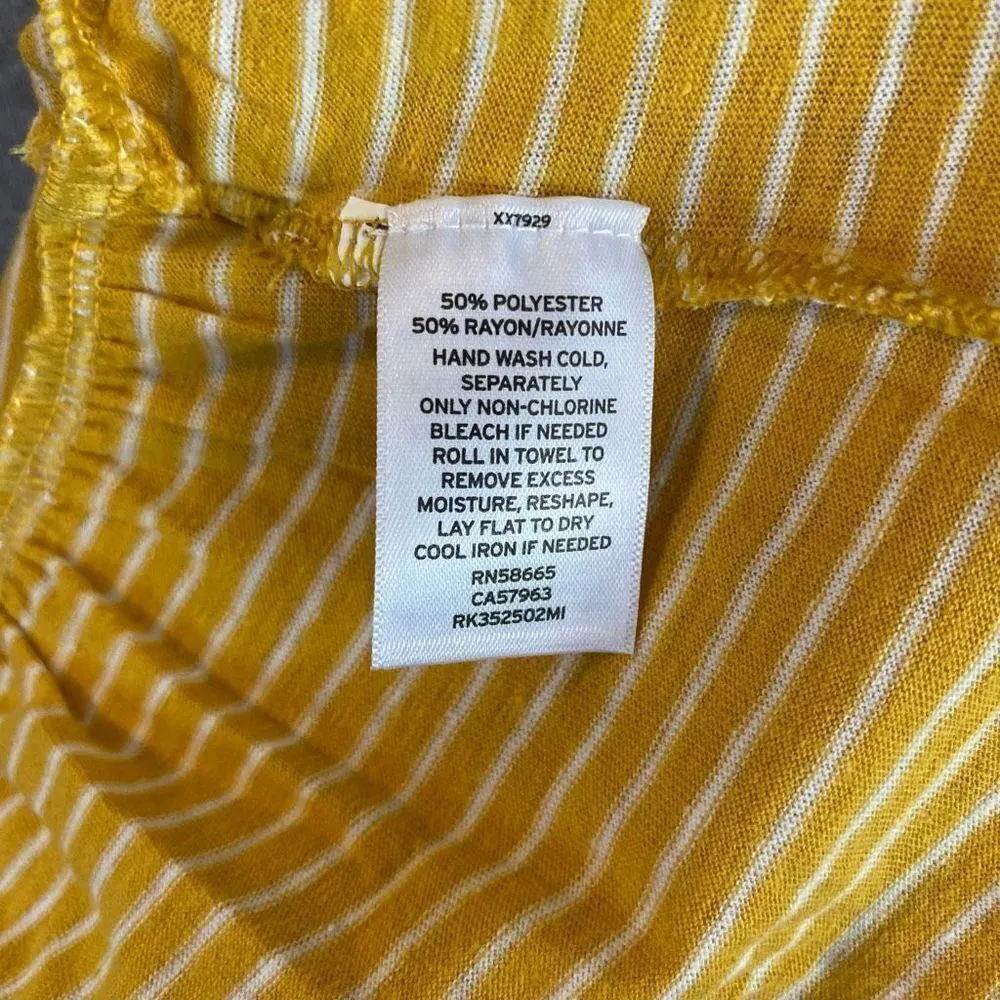 XX7929
50% POLYESTER
50% RAYON/RAYONNE
HAND WASH COLD,
SEPARATELY
ONLY NON-CHLORINE
BLEACH IF NEEDED
ROLL IN TOWEL TO
REMOVE EXCESS
MOISTURE, RESHAPE,
LAY FLAT TO DRY
COOL IRON IF NEEDED
RN58665
CA57963
RK352502MI